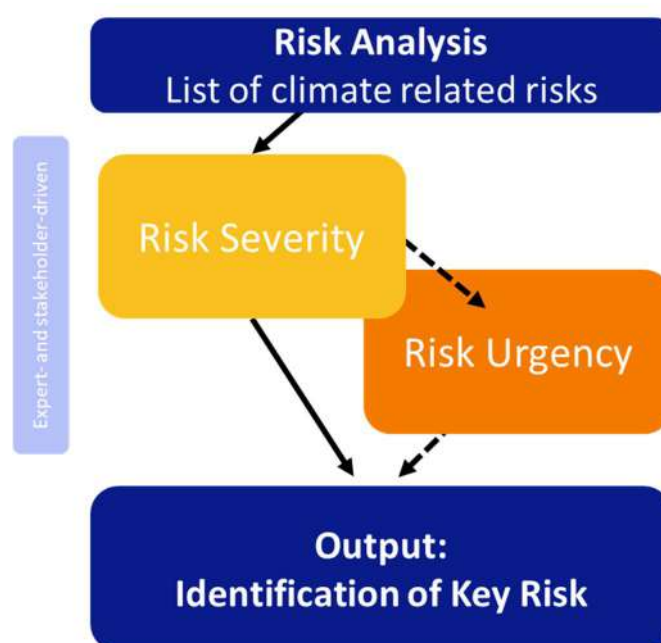 Risk Analysis
List of climate related risks
Expert- and stakeholder-driven
Risk Severity
Risk Urgency
Output:
Identification of Key Risk